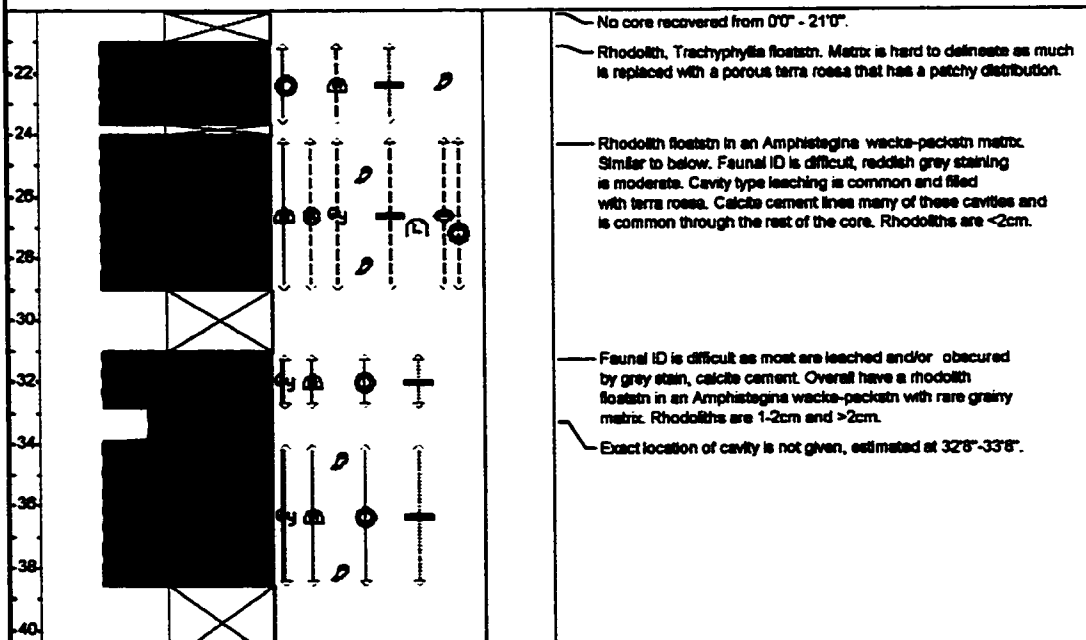 No core recovered from 0'0" - 21'0".
Rhodolith, Trachyphyllia floatstn. Matrix is hard to delineate as much
is replaced with a porous terra rossa that has a patchy distribution.
Rhodolith floatstn in an Amphistegina wacke-packstn matrix.
Similar to below. Faunal ID is difficult, reddish grey staining
is moderate. Cavity type leaching is common and filled
with terra rossa. Calcite cement lines many of these cavities and
is common through the rest of the core. Rhodoliths are <2cm.
Faunal ID is difficult as most are leached and/or obscured
by grey stain, calcite cement. Overall have a rhodolith
floatstn in an Amphistegina wacke-packstn with rare grainy
matrix. Rhodoliths are 1-2cm and >2cm.
Exact location of cavity is not given, estimated at 32'8"-33'8".
-22-
-24-
-26-
-28-
-30-
-32-
-34-
-36-
-38-
-40-